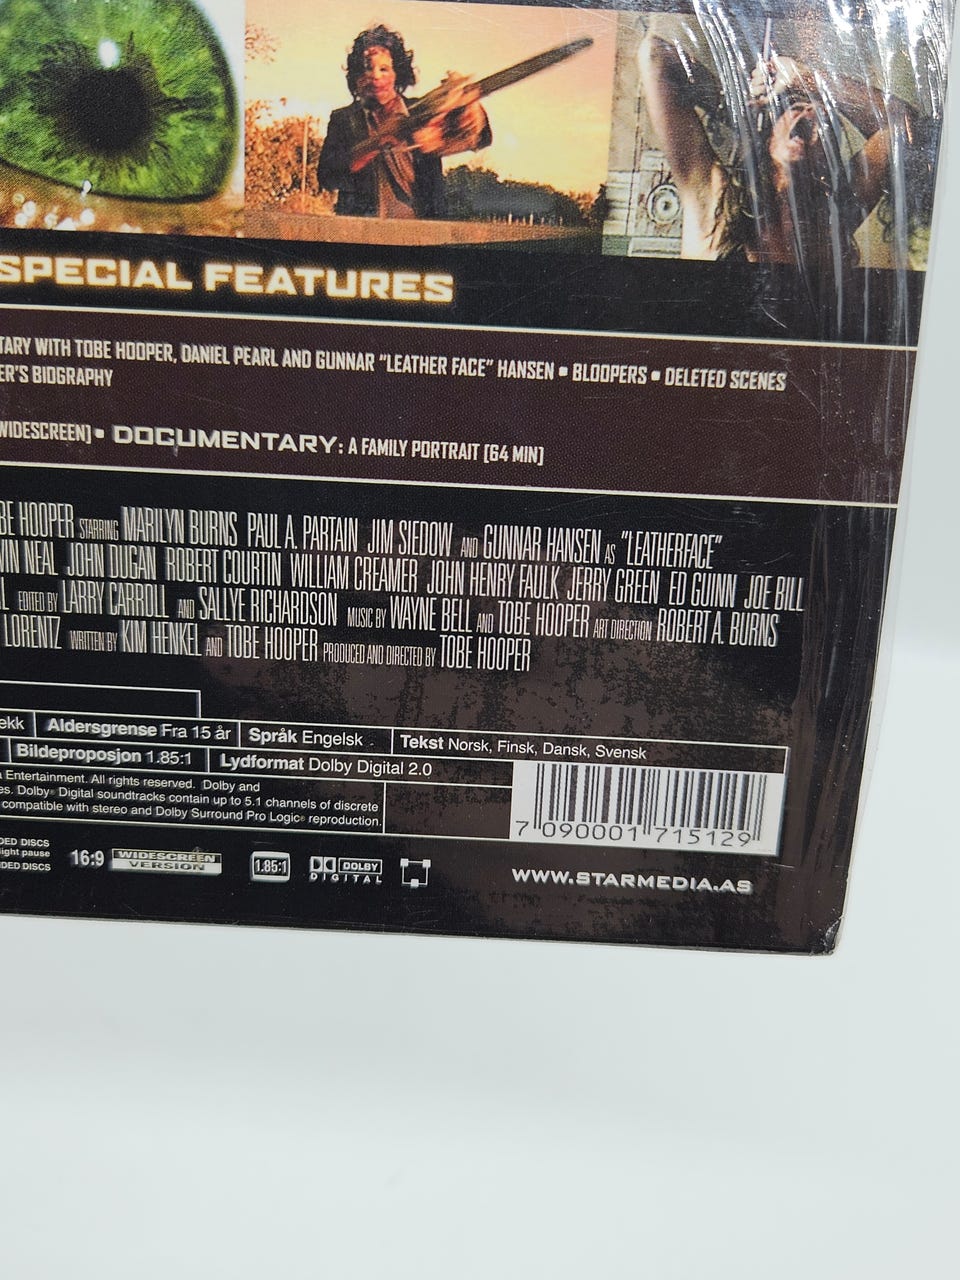 SPECIAL FEATURES
TARY WITH TOBE HOOPER, DANIEL PEARL AND GUNNAR "LEATHER FACE" HANSEN ▪ BLOOPERS ▪ DELETED SCENES
ER'S BIOGRAPHY
WIDESCREEN] ▪ DOCUMENTARY: A FAMILY PORTRAIT [64 MIN]
BE HOOPER STARRING MARILYN BURNS PAUL A. PARTAIN JIM SIEDOW AND GUNNAR HANSEN AS "LEATHERFACE"
WIN NEAL JOHN DUGAN ROBERT COURTIN WILLIAM CREAMER JOHN HENRY FAULK JERRY GREEN ED GUINN JOE BILL
L EDITED BY LARRY CARROLL AND SALLYE RICHARDSON MUSIC BY WAYNE BELL AND TOBE HOOPER ART DIRECTION ROBERT A. BURNS
LORENTZ WRITTEN BY KIM HENKEL AND TOBE HOOPER PRODUCED AND DIRECTED BY TOBE HOOPER
ekk Aldersgrense Fra 15 år Språk Engelsk Tekst Norsk, Finsk, Dansk, Svensk
Bildeproposjon 1.85:1 Lydformat Dolby Digital 2.0
a Entertainment. All rights reserved. Dolby and
es. Dolby Digital soundtracks contain up to 5.1 channels of discrete
compatible with stereo and Dolby Surround Pro Logic® reproduction.
7 090001 715129
DED DISCS
light pause
DED DISCS
16:9 WIDESCREEN VERSION 1.85:1 DOLBY DIGITAL
WWW.STARMEDIA.AS